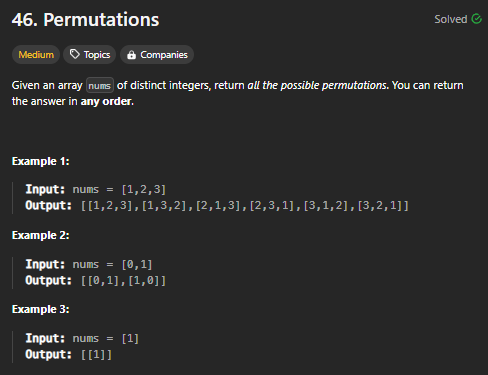 46. Permutations
Solved
Medium
Topics
Companies
Given an array nums of distinct integers, return all the possible permutations. You can return
the answer in any order.
Example 1:
Input: nums = [1,2,3]
Output: [[1,2,3],[1,3,2],[2,1,3],[2,3,1],[3,1,2],[3,2,1]]
Example 2:
Input: nums = [0,1]
Output: [[0,1],[1,0]]
Example 3:
Input: nums = [1]
Output: [[1]]